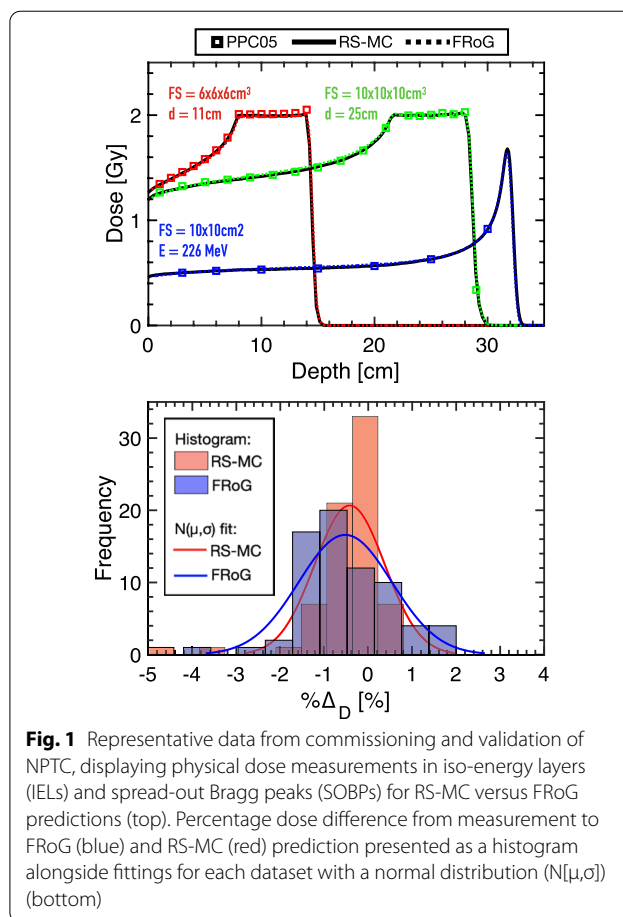 PPC05 RS-MC FRoG
FS = 6x6x6cm³ FS = 10x10x10cm³
d = 11cm d = 25cm
FS = 10x10cm2
E = 226 MeV
Dose [Gy]
2
1
0
0 10 20 30
Depth [cm]
Histogram:
RS-MC
FRoG
N(μ,σ) fit:
RS-MC
FRoG
Frequency
30
20
10
0
-5 -4 -3 -2 -1 0 1 2 3 4
%Δ_D [%]
Fig. 1 Representative data from commissioning and validation of
NPTC, displaying physical dose measurements in iso-energy layers
(IELs) and spread-out Bragg peaks (SOBPs) for RS-MC versus FRoG
predictions (top). Percentage dose difference from measurement to
FRoG (blue) and RS-MC (red) prediction presented as a histogram
alongside fittings for each dataset with a normal distribution (N[μ,σ])
(bottom)